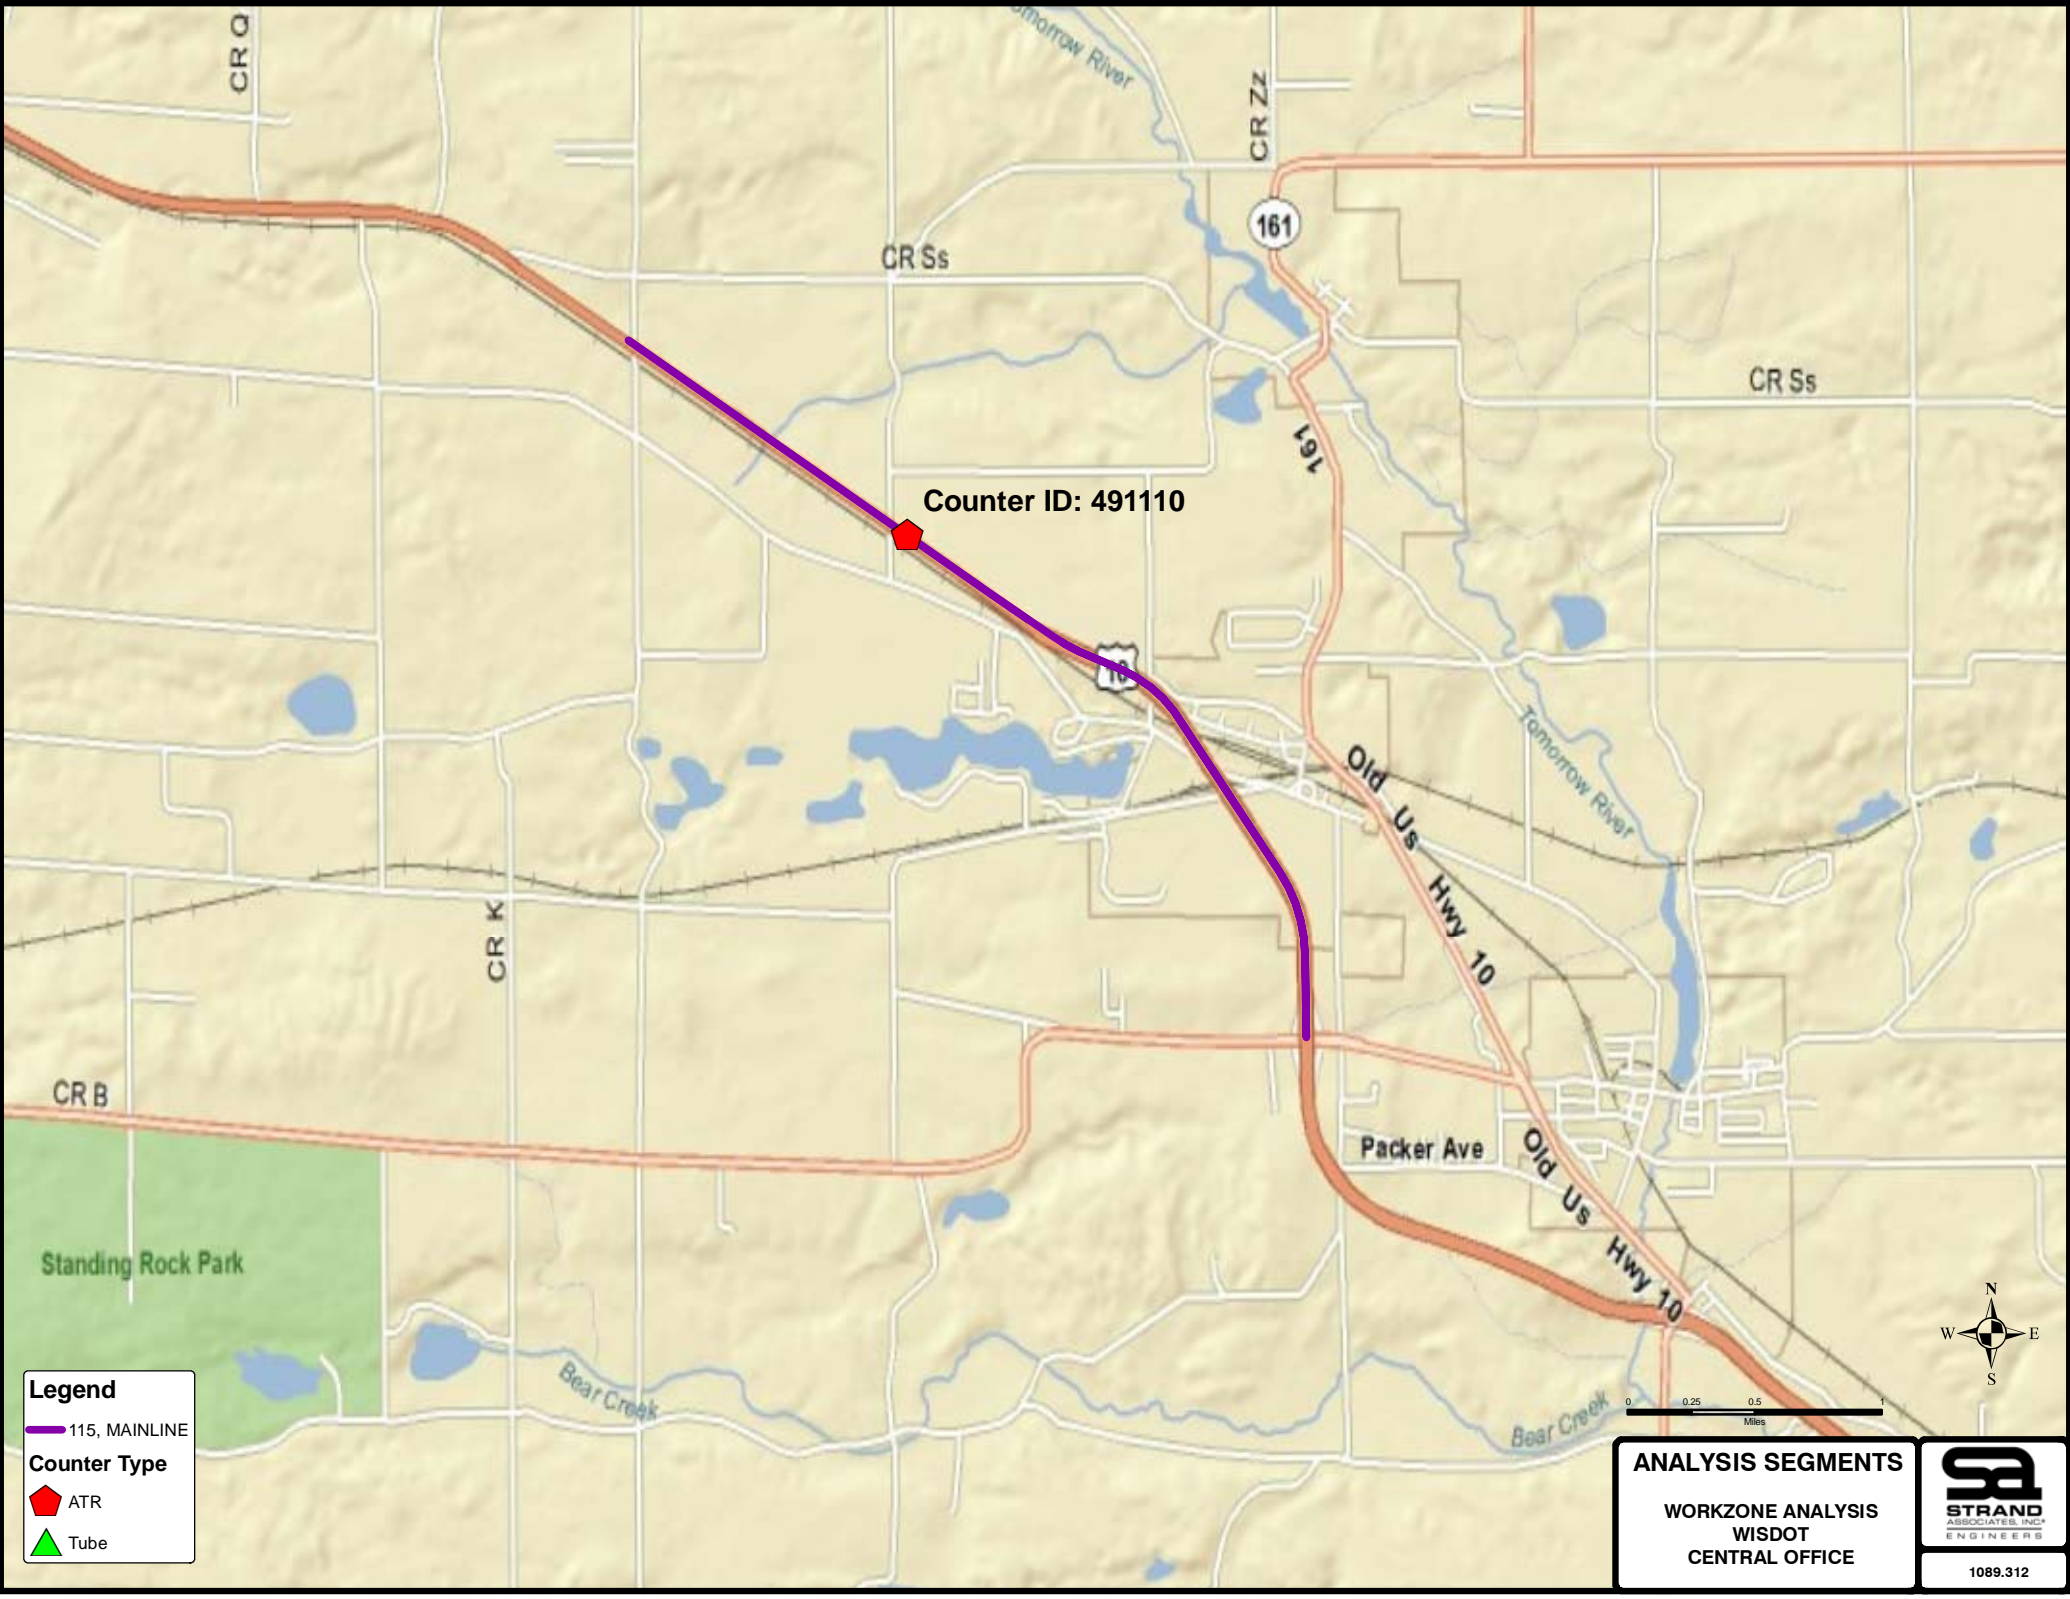 CR Q
Tomorrow River
CR Zz
161
CR Ss
CR Ss
161
Counter ID: 491110
10
Tomorrow River
Old Us Hwy 10
CR K
CR B
Packer Ave
Old Us Hwy 10
Standing Rock Park
Bear Creek
Bear Creek
N
W E
S
0 0.25 0.5 1
Miles
Legend
115, MAINLINE
Counter Type
ATR
Tube
ANALYSIS SEGMENTS
WORKZONE ANALYSIS
WISDOT
CENTRAL OFFICE
sa
STRAND
ASSOCIATES, INC.®
ENGINEERS
1089.312